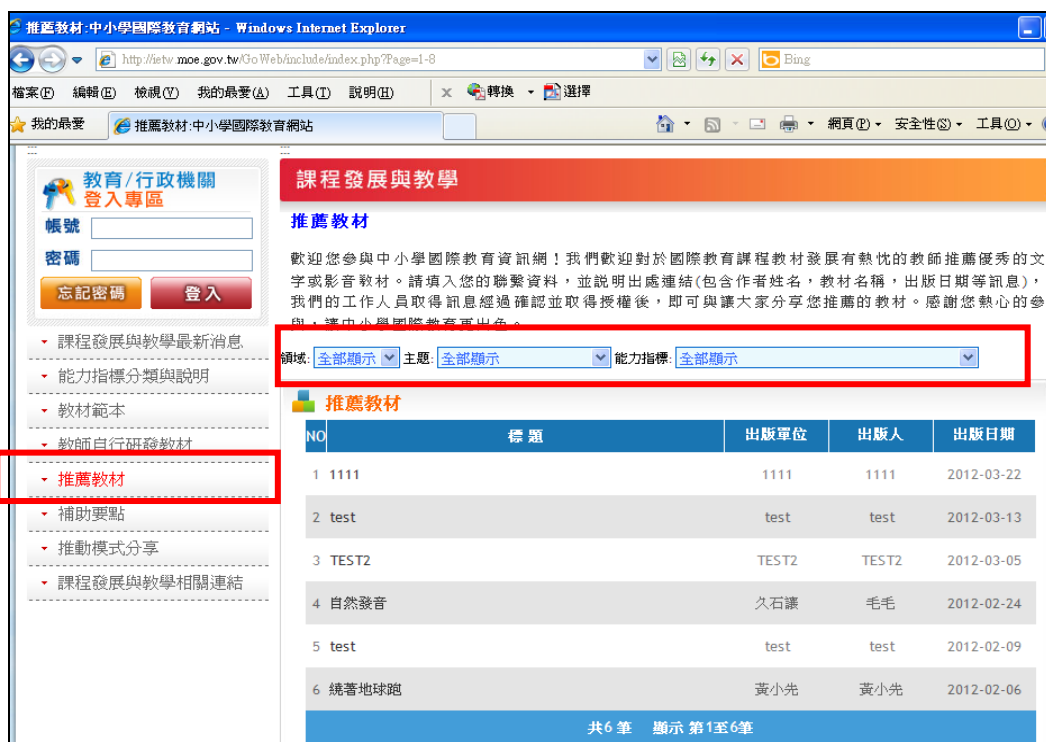 推薦教材:中小學國際教育網站 - Windows Internet Explorer
http://ietw.moe.gov.tw/GoWeb/include/index.php?Page=1-8
Bing
檔案(F) 編輯(E) 檢視(V) 我的最愛(A) 工具(T) 說明(H) x 轉換 選擇
我的最愛 推薦教材:中小學國際教育網站 網頁(P) 安全性(S) 工具(O)
教育/行政機關
登入專區
帳號
密碼
忘記密碼 登入
課程發展與教學最新消息
能力指標分類與說明
教材範本
教師自行研發教材
推薦教材
補助要點
推動模式分享
課程發展與教學相關連結
課程發展與教學
推薦教材
歡迎您參與中小學國際教育資訊網！我們歡迎對於國際教育課程教材發展有熱忱的教師推薦優秀的文
字或影音教材。請填入您的聯繫資料，並說明出處連結(包含作者姓名，教材名稱，出版日期等訊息)，
我們的工作人員取得訊息經過確認並取得授權後，即可與讓大家分享您推薦的教材。感謝您熱心的參
與，讓中小學國際教育更出色。
領域: 全部顯示 主題: 全部顯示 能力指標: 全部顯示
推薦教材
NO 標題 出版單位 出版人 出版日期
1 1111 1111 1111 2012-03-22
2 test test test 2012-03-13
3 TEST2 TEST2 TEST2 2012-03-05
4 自然發音 久石讓 毛毛 2012-02-24
5 test test test 2012-02-09
6 繞著地球跑 黃小先 黃小先 2012-02-06
共6 筆 顯示 第1至6筆